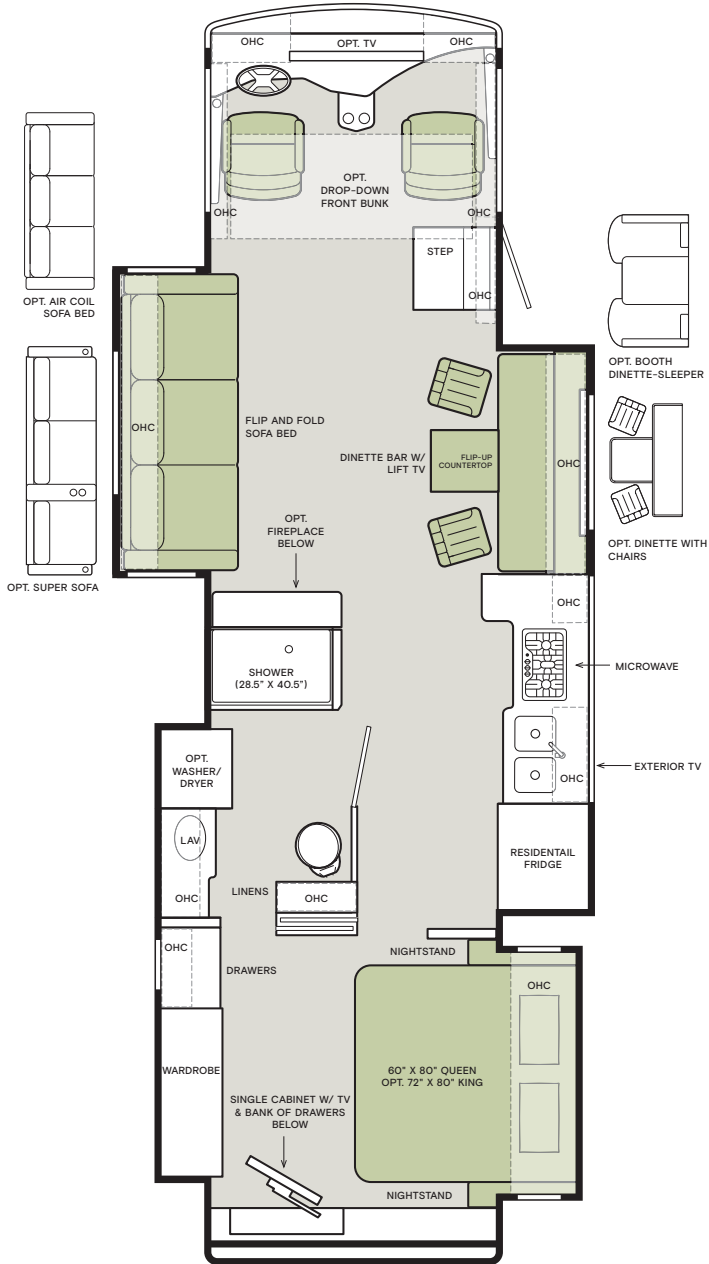 OHC
OPT. TV
OHC
OPT.
DROP-DOWN
FRONT BUNK
OHC
OHC
STEP
OHC
OPT. AIR COIL
SOFA BED
OPT. BOOTH
DINETTE-SLEEPER
OHC
FLIP AND FOLD
SOFA BED
DINETTE BAR W/
LIFT TV
FLIP-UP
COUNTERTOP
OHC
OPT. DINETTE WITH
CHAIRS
OPT. SUPER SOFA
OPT.
FIREPLACE
BELOW
OHC
SHOWER
(28.5" X 40.5")
MICROWAVE
OPT.
WASHER/
DRYER
EXTERIOR TV
OHC
LAV
RESIDENTAIL
FRIDGE
OHC
LINENS
OHC
OHC
DRAWERS
NIGHTSTAND
OHC
WARDROBE
60" X 80" QUEEN
OPT. 72" X 80" KING
SINGLE CABINET W/ TV
& BANK OF DRAWERS
BELOW
NIGHTSTAND